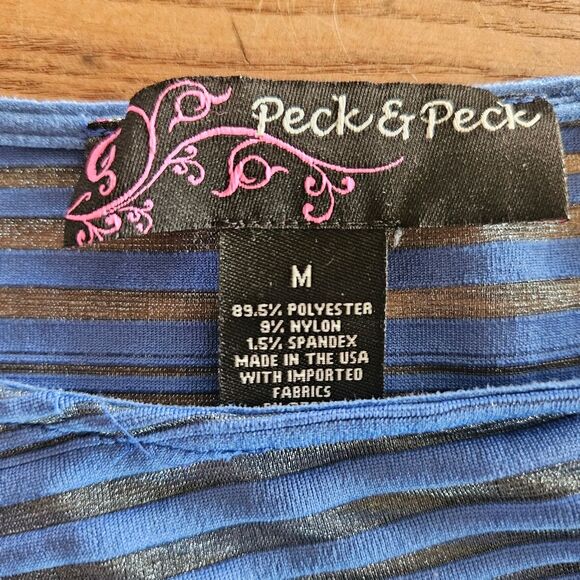 Peck & Peck
M
89.5% POLYESTER
9% NYLON
1.5% SPANDEX
MADE IN THE USA
WITH IMPORTED
FABRICS